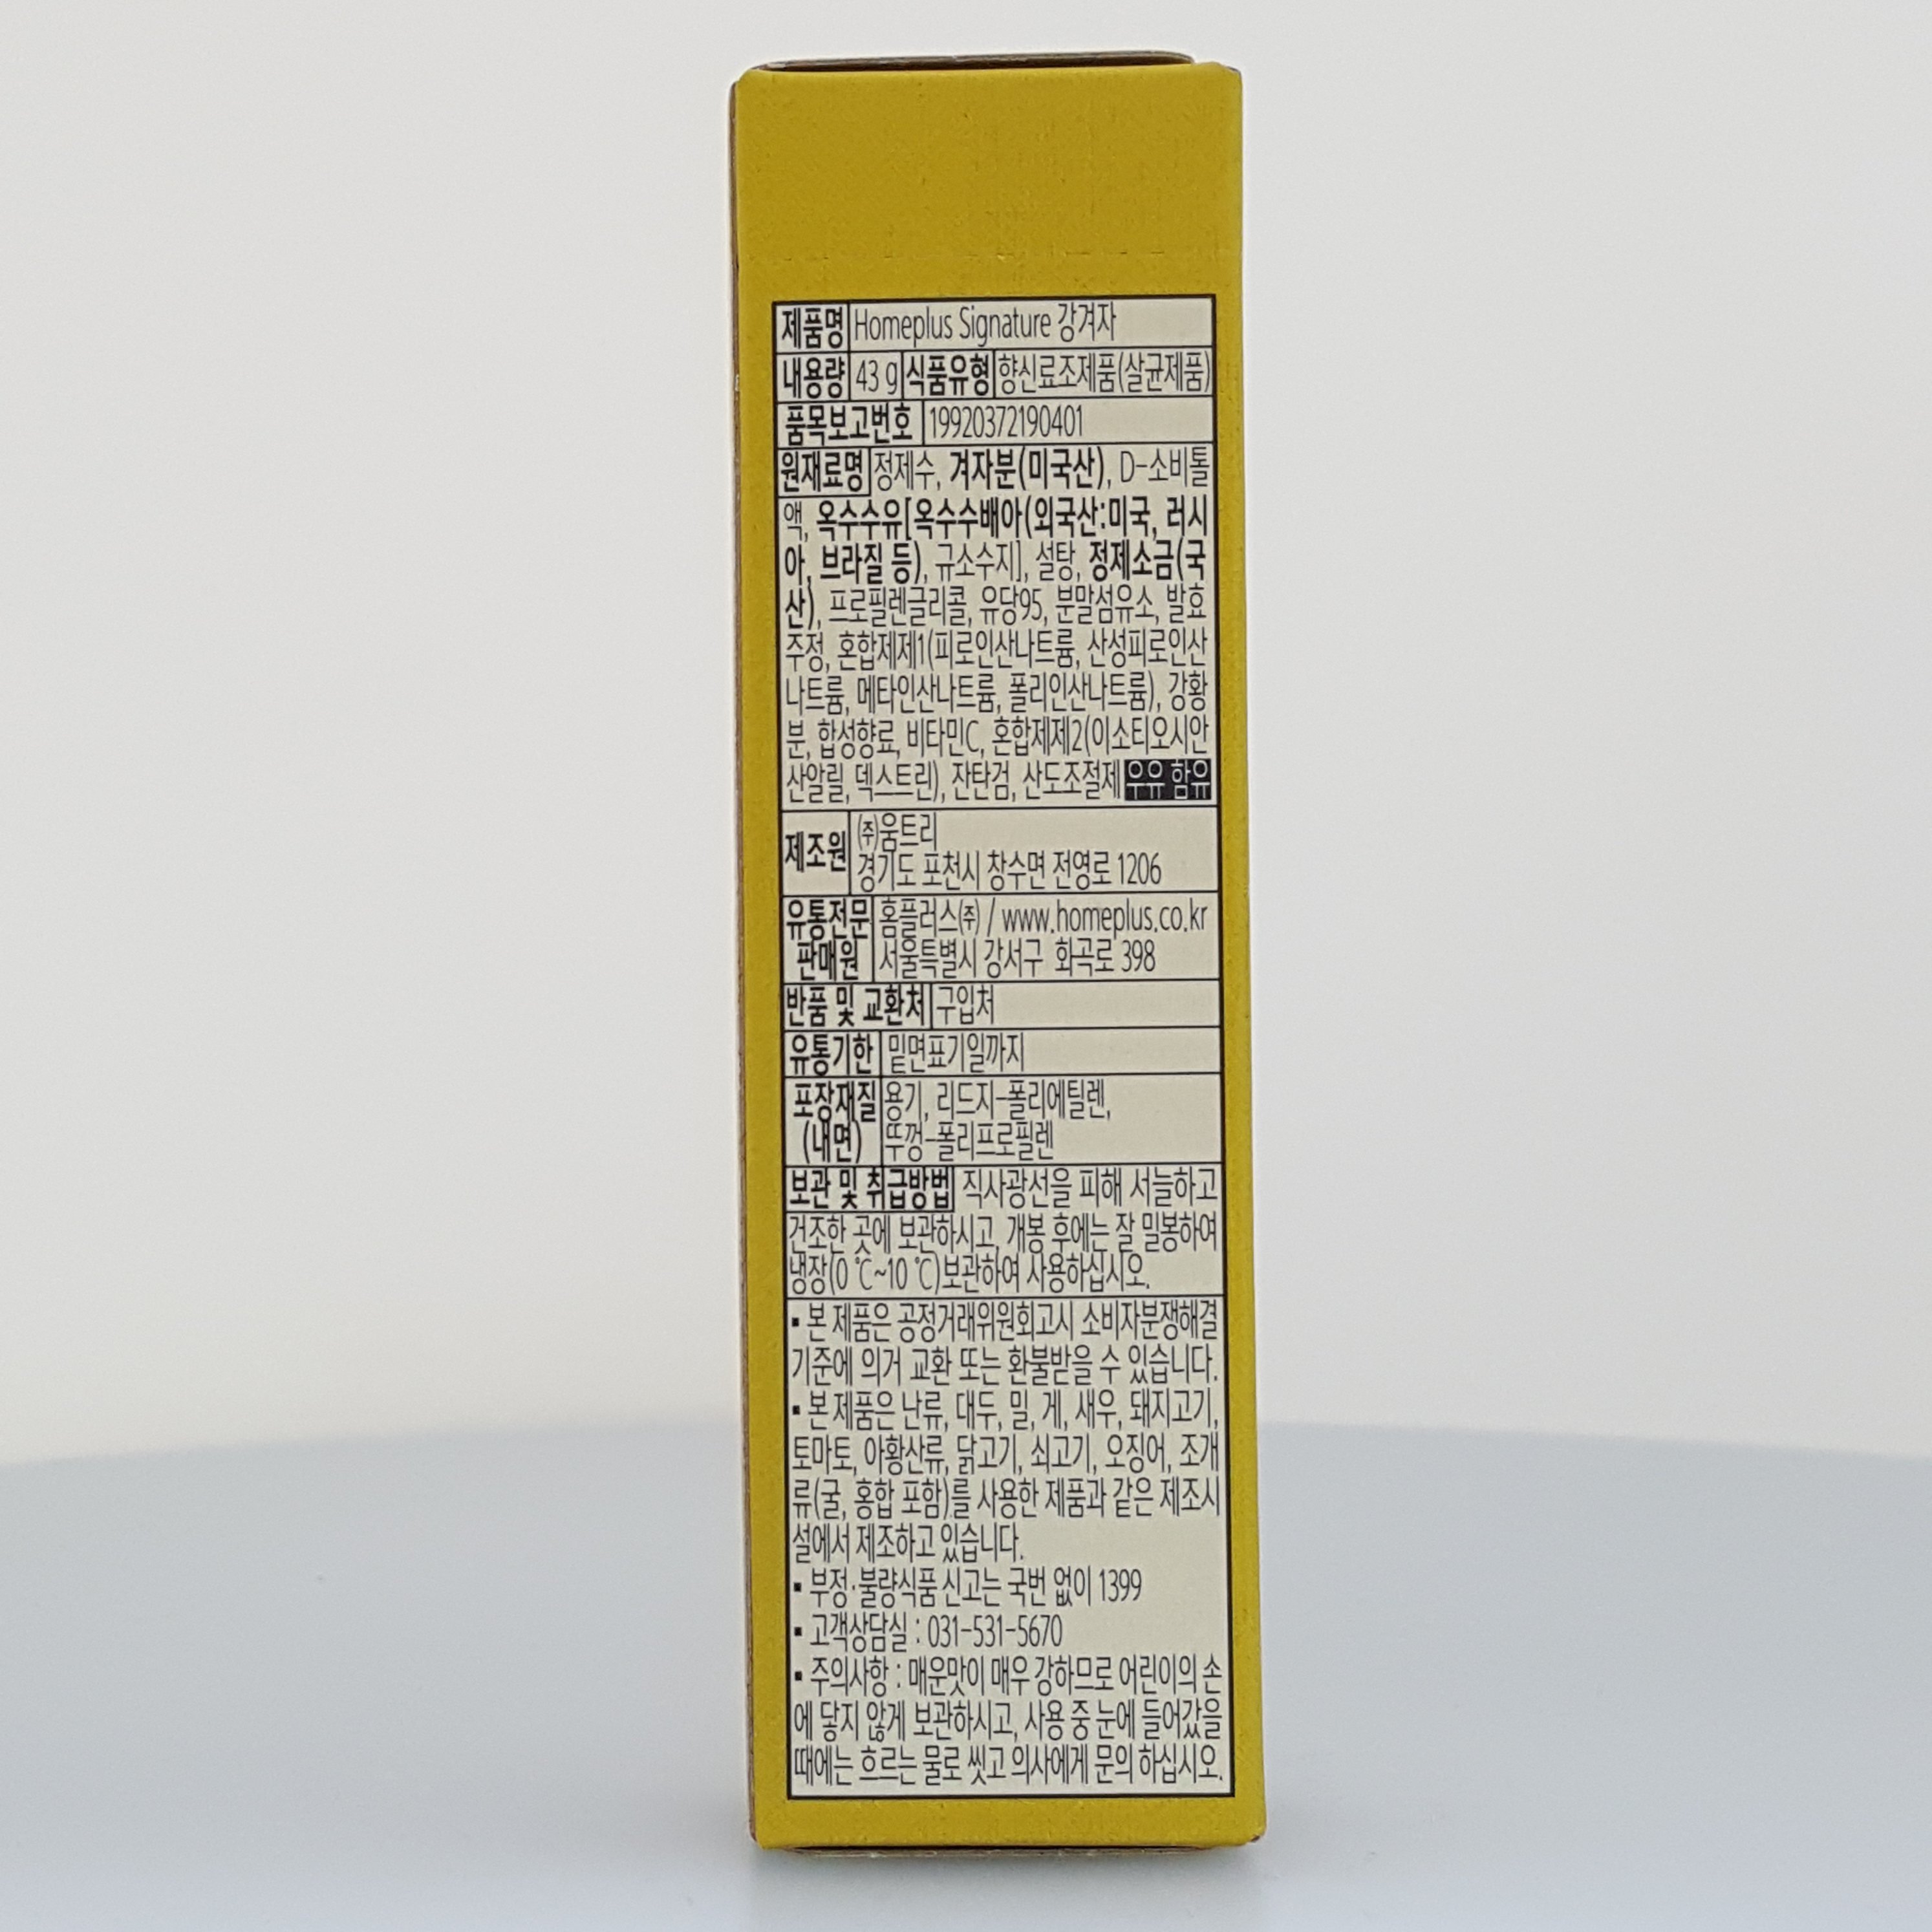 제품명 Homeplus Signature 강겨자
내용량 43 g 식품유형 향신료조제품(살균제품)
품목보고번호 19920372190401
원재료명 정제수, 겨자분(미국산), D-소비톨
액, 옥수수유[옥수수배아(외국산:미국, 러시
아, 브라질 등), 규소수지], 설탕, 정제소금(국
산), 프로필렌글리콜, 유당95, 분말섬유소, 발효
주정, 혼합제제1(피로인산나트륨, 산성피로인산
나트륨, 메타인산나트륨, 폴리인산나트륨), 강황
분, 합성향료, 비타민C, 혼합제제2(이소티오시안
산알릴, 덱스트린), 잔탄검, 산도조절제 우유 함유
제조원 ㈜움트리
경기도 포천시 창수면 전영로 1206
유통전문 홈플러스㈜ / www.homeplus.co.kr
판매원 서울특별시 강서구 화곡로 398
반품 및 교환처 구입처
유통기한 밑면표기일까지
포장재질 용기, 리드지-폴리에틸렌,
(내면) 뚜껑-폴리프로필렌
보관 및 취급방법 직사광선을 피해 서늘하고
건조한 곳에 보관하시고, 개봉 후에는 잘 밀봉하여
냉장(0 ℃~10 ℃)보관하여 사용하십시오.
▪ 본 제품은 공정거래위원회고시 소비자분쟁해결
기준에 의거 교환 또는 환불받을 수 있습니다.
▪ 본 제품은 난류, 대두, 밀, 게, 새우, 돼지고기,
토마토, 아황산류, 닭고기, 쇠고기, 오징어, 조개
류(굴, 홍합 포함)를 사용한 제품과 같은 제조시
설에서 제조하고 있습니다.
▪ 부정·불량식품 신고는 국번 없이 1399
▪ 고객상담실 : 031-531-5670
▪ 주의사항 : 매운맛이 매우 강하므로 어린이의 손
에 닿지 않게 보관하시고, 사용 중 눈에 들어갔을
때에는 흐르는 물로 씻고 의사에게 문의 하십시오.